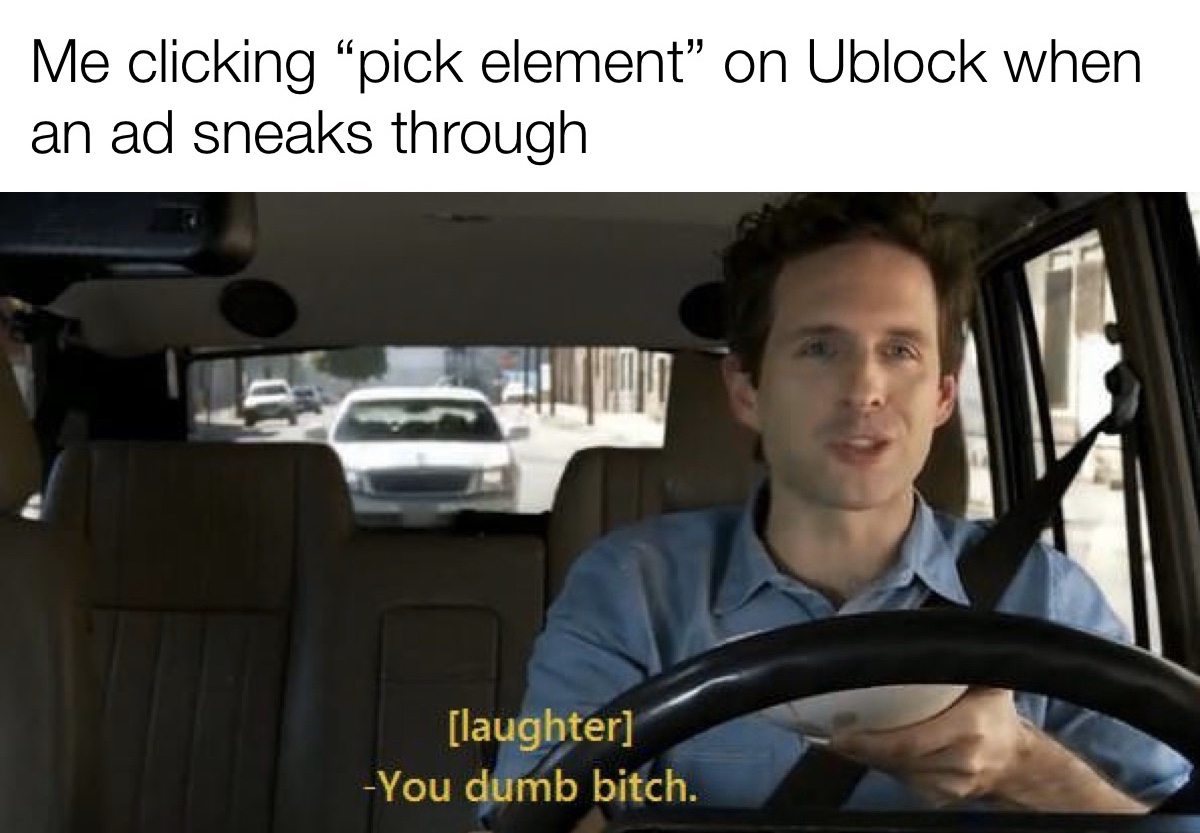 Me clicking “pick element” on Ublock when
an ad sneaks through
[laughter]
-You dumb bitch.